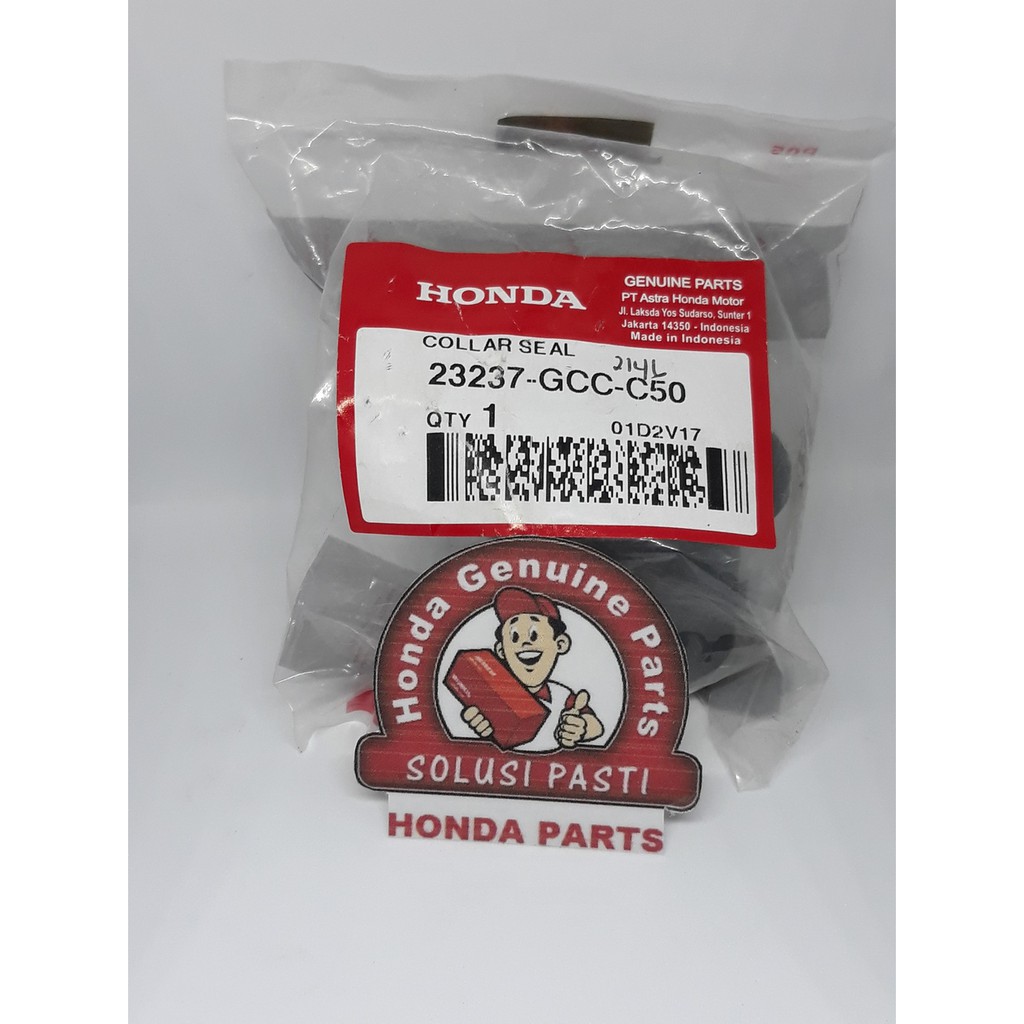 HONDA
GENUINE PARTS
PT Astra Honda Motor
Jl. Laksda Yos Sudarso, Sunter 1
Jakarta 14350 - Indonesia
Made in Indonesia
COLLAR SEAL
214L
23237-GCC-C50
QTY 1
01D2V17
Honda Genuine Parts
SOLUSI PASTI
HONDA PARTS